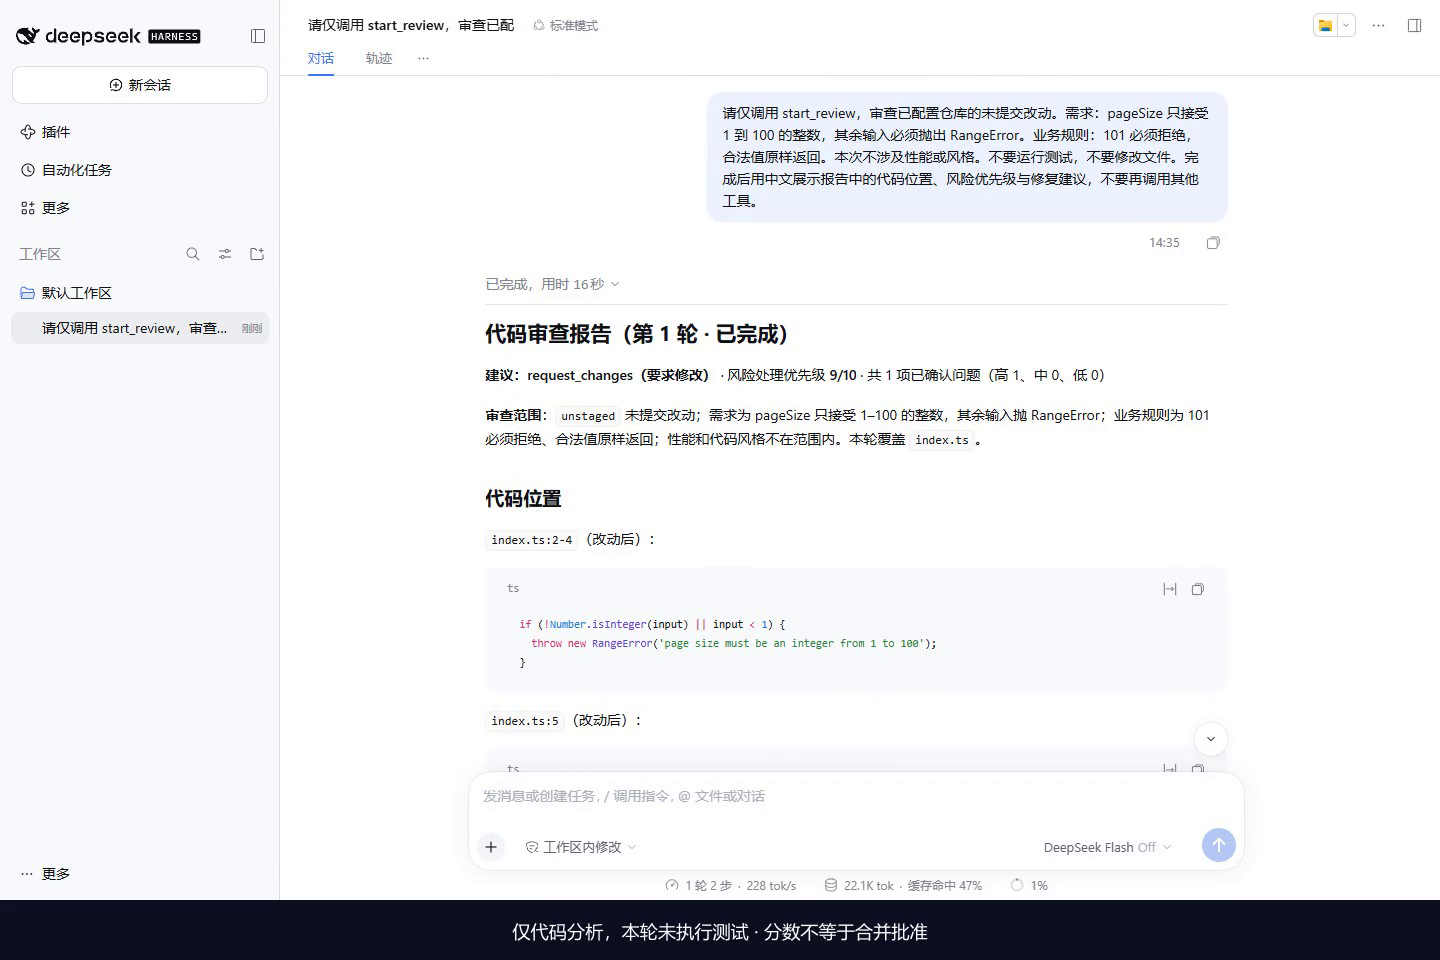 deepseek HARNESS
新会话
插件
自动化任务
更多
工作区
默认工作区
请仅调用 start_review，审查... 刚刚
更多
请仅调用 start_review，审查已配 标准模式
对话 轨迹 ···
请仅调用 start_review，审查已配置仓库的未提交改动。需求：pageSize 只接受
1 到 100 的整数，其余输入必须抛出 RangeError。业务规则：101 必须拒绝，
合法值原样返回。本次不涉及性能或风格。不要运行测试，不要修改文件。完
成后用中文展示报告中的代码位置、风险优先级与修复建议，不要再调用其他
工具。
14:35
已完成，用时 16秒
代码审查报告（第 1 轮 · 已完成）
建议：request_changes（要求修改） · 风险处理优先级 9/10 · 共 1 项已确认问题（高 1、中 0、低 0）
审查范围： unstaged 未提交改动；需求为 pageSize 只接受 1–100 的整数，其余输入抛 RangeError；业务规则为 101
必须拒绝、合法值原样返回；性能和代码风格不在范围内。本轮覆盖 index.ts 。
代码位置
index.ts:2-4 （改动后）：
ts
if (!Number.isInteger(input) || input < 1) {
throw new RangeError('page size must be an integer from 1 to 100');
}
index.ts:5 （改动后）：
ts
发消息或创建任务, / 调用指令, @ 文件或对话
工作区内修改
DeepSeek Flash Off
1 轮 2 步 · 228 tok/s 22.1K tok · 缓存命中 47% 1%
仅代码分析，本轮未执行测试 · 分数不等于合并批准